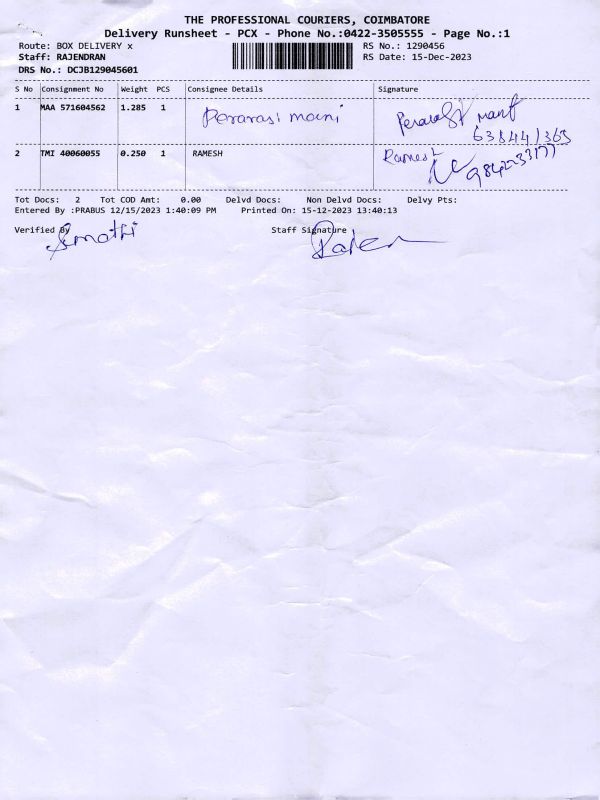 THE PROFESSIONAL COURIERS, COIMBATORE
Delivery Runsheet - PCX - Phone No.:0422-3505555 - Page No.:1
Route: BOX DELIVERY x RS No.: 1290456
Staff: RAJENDRAN RS Date: 15-Dec-2023
DRS No.: DCJB129045601
S No Consignment No Weight PCS Consignee Details Signature
1 MAA 571604562 1.285 1 Perarasi mani
2 TMI 40060055 0.250 1 RAMESH Ramesh
Tot Docs: 2 Tot COD Amt: 0.00 Delvd Docs: Non Delvd Docs: Delvy Pts:
Entered By :PRABUS 12/15/2023 1:40:09 PM Printed On: 15-12-2023 13:40:13
Verified By Staff Signature